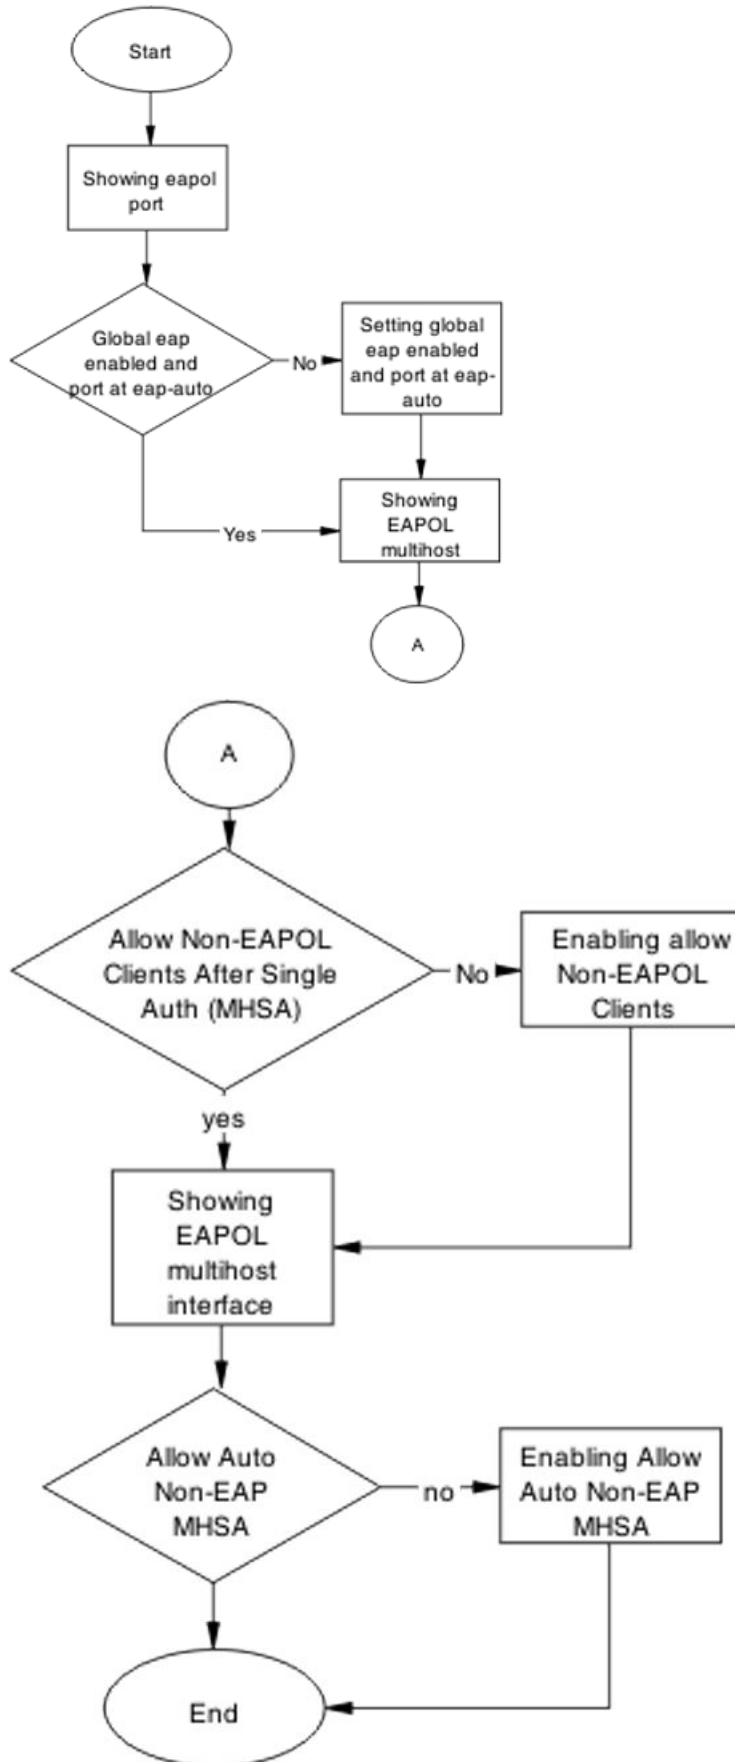 Start
Showing eapol
port
Global eap
enabled and
port at eap-auto
No
Setting global
eap enabled
and port at eap-
auto
Yes
Showing
EAPOL
multihost
A
A
Allow Non-EAPOL
Clients After Single
Auth (MHSA)
No
Enabling allow
Non-EAPOL
Clients
yes
Showing
EAPOL
multihost
interface
Allow Auto
Non-EAP
MHSA
no
Enabling Allow
Auto Non-EAP
MHSA
End